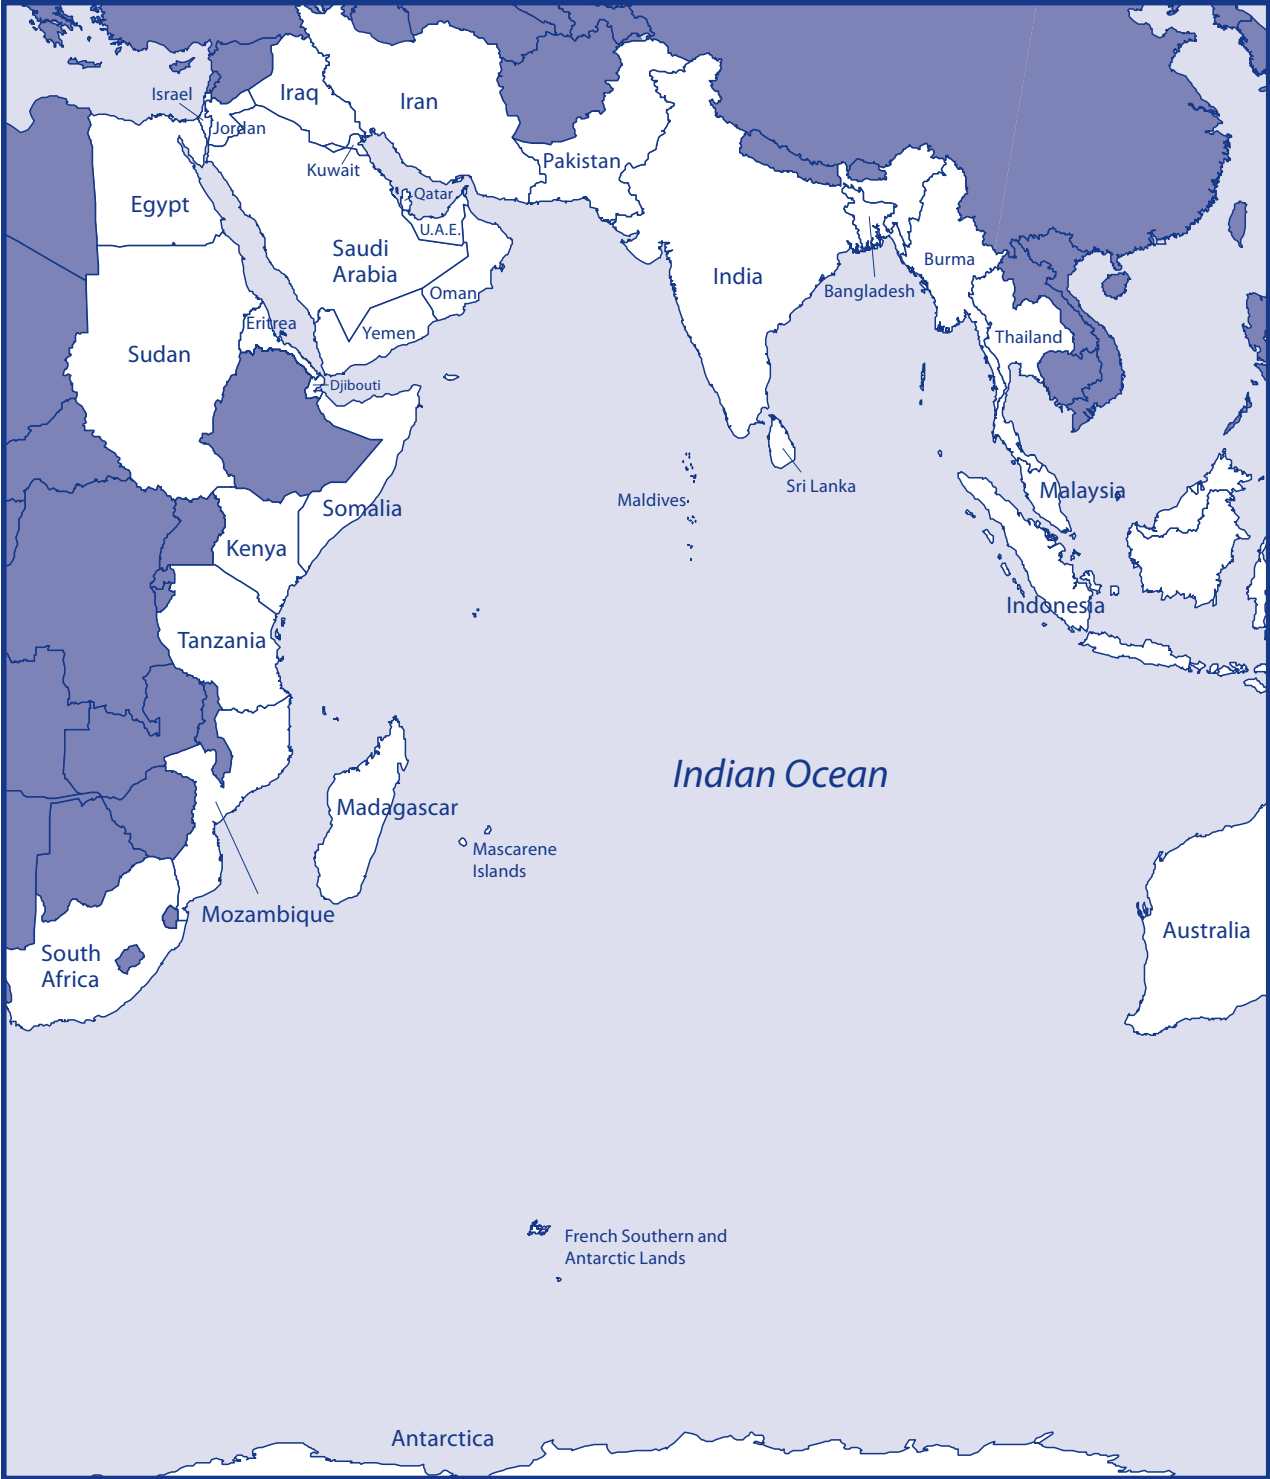 Israel
Iraq
Iran
Jordan
Kuwait
Pakistan
Qatar
Egypt
U.A.E.
Saudi
Arabia
India
Burma
Bangladesh
Oman
Eritrea
Yemen
Thailand
Sudan
Djibouti
Sri Lanka
Malaysia
Maldives
Somalia
Kenya
Indonesia
Tanzania
Indian Ocean
Madagascar
Mascarene
Islands
Mozambique
Australia
South
Africa
French Southern and
Antarctic Lands
Antarctica